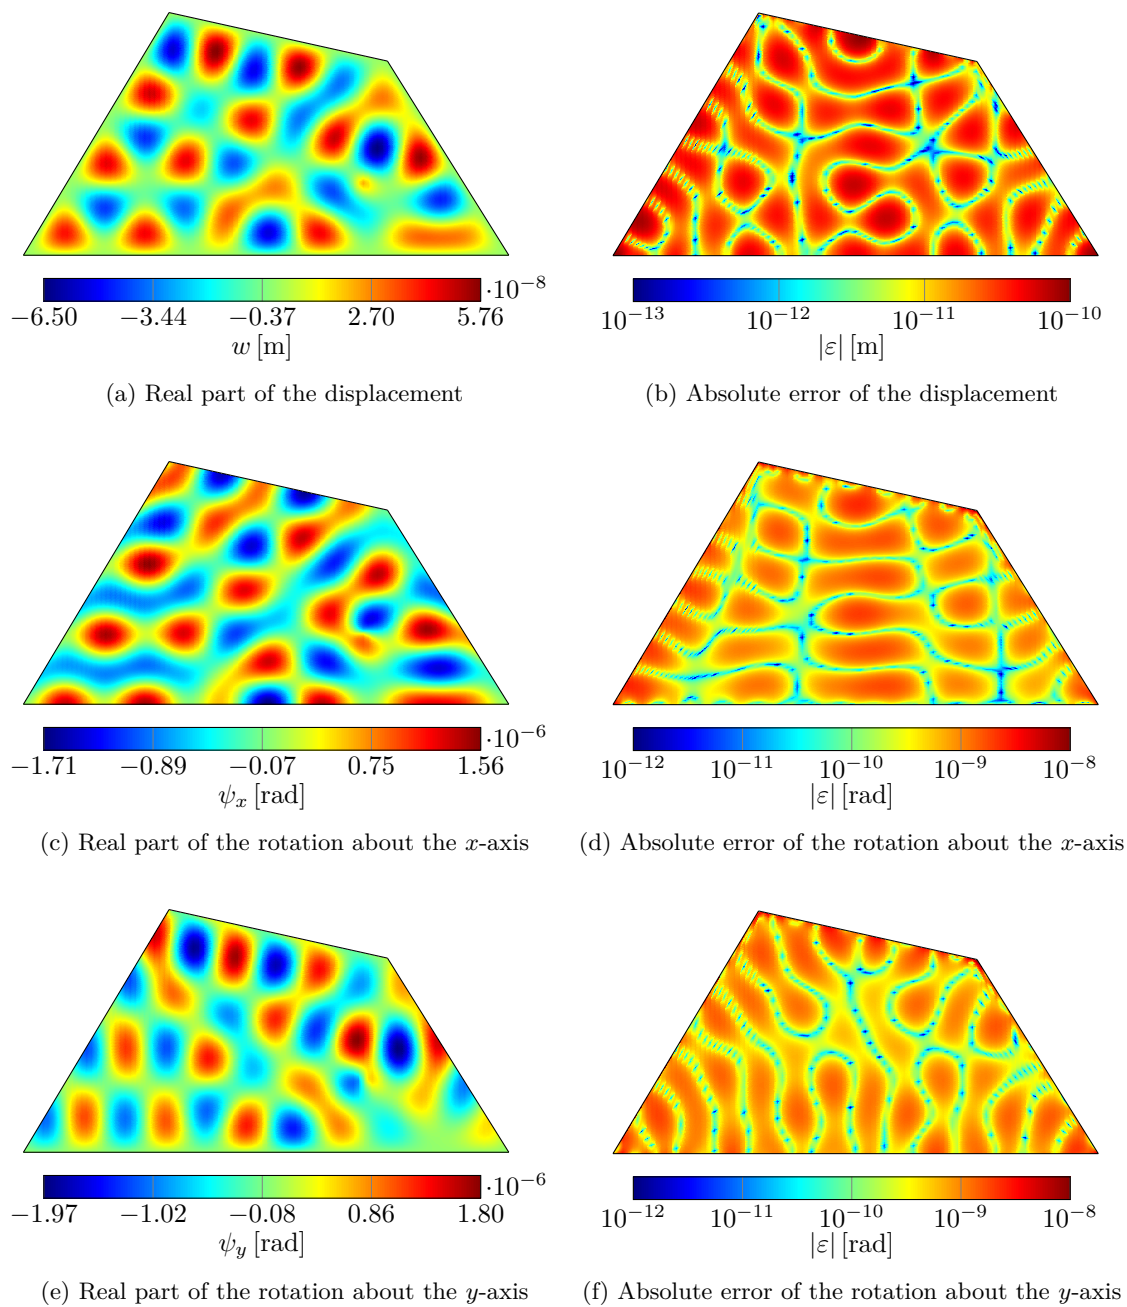 −6.50 −3.44 −0.37 2.70 5.76 ·10⁻⁸
w [m]
10⁻¹³ 10⁻¹² 10⁻¹¹ 10⁻¹⁰
|ε| [m]
(a) Real part of the displacement
(b) Absolute error of the displacement
−1.71 −0.89 −0.07 0.75 1.56 ·10⁻⁶
ψₓ [rad]
10⁻¹² 10⁻¹¹ 10⁻¹⁰ 10⁻⁹ 10⁻⁸
|ε| [rad]
(c) Real part of the rotation about the x-axis
(d) Absolute error of the rotation about the x-axis
−1.97 −1.02 −0.08 0.86 1.80 ·10⁻⁶
ψ_y [rad]
10⁻¹² 10⁻¹¹ 10⁻¹⁰ 10⁻⁹ 10⁻⁸
|ε| [rad]
(e) Real part of the rotation about the y-axis
(f) Absolute error of the rotation about the y-axis